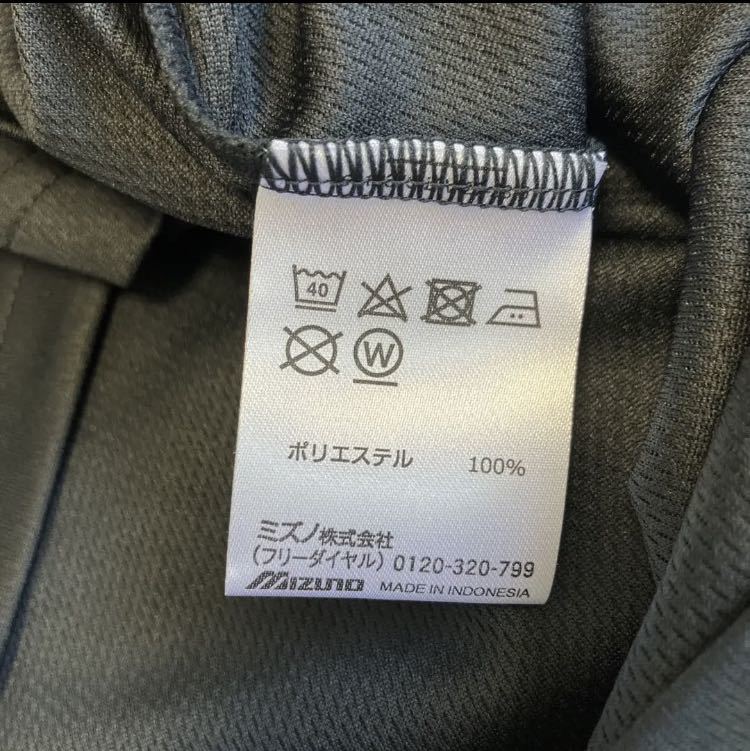 40
W
ポリエステル 100%
ミズノ株式会社
(フリーダイヤル) 0120-320-799
MIZUNO MADE IN INDONESIA